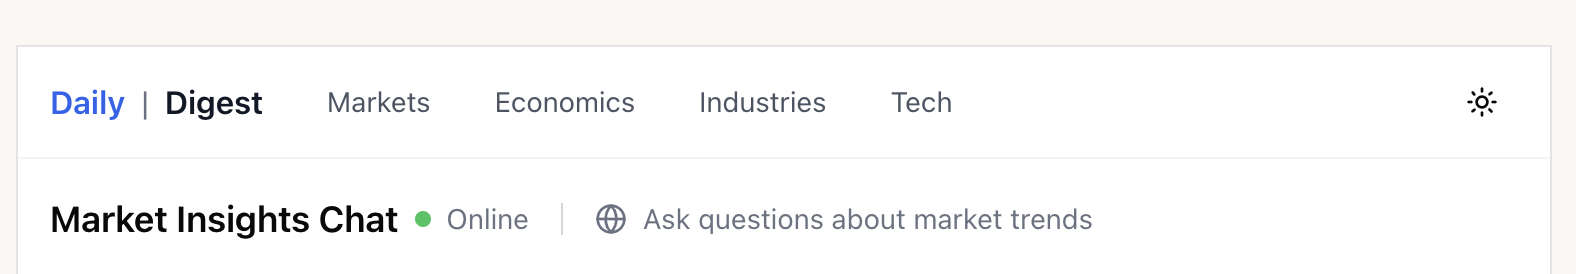 Daily | Digest Markets Economics Industries Tech
Market Insights Chat Online Ask questions about market trends